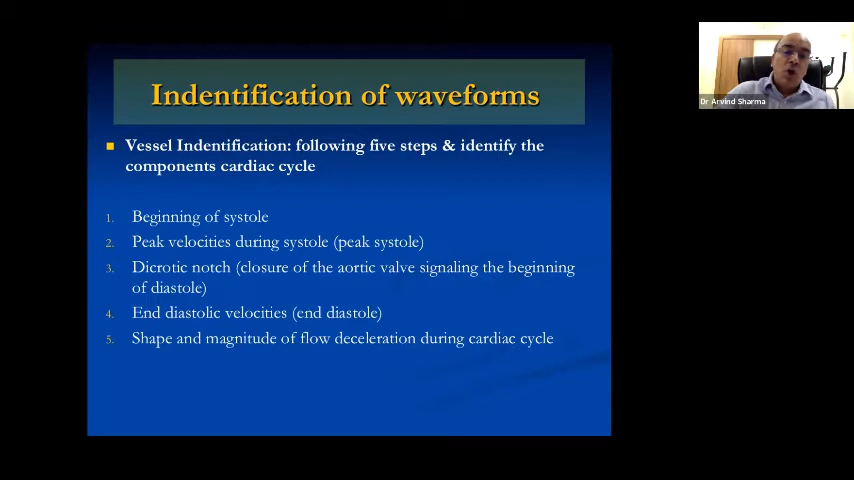 Indentification of waveforms
Vessel Indentification: following five steps & identify the
components cardiac cycle
1. Beginning of systole
2. Peak velocities during systole (peak systole)
3. Dicrotic notch (closure of the aortic valve signaling the beginning
of diastole)
4. End diastolic velocities (end diastole)
5. Shape and magnitude of flow deceleration during cardiac cycle
Dr Arvind Sharma